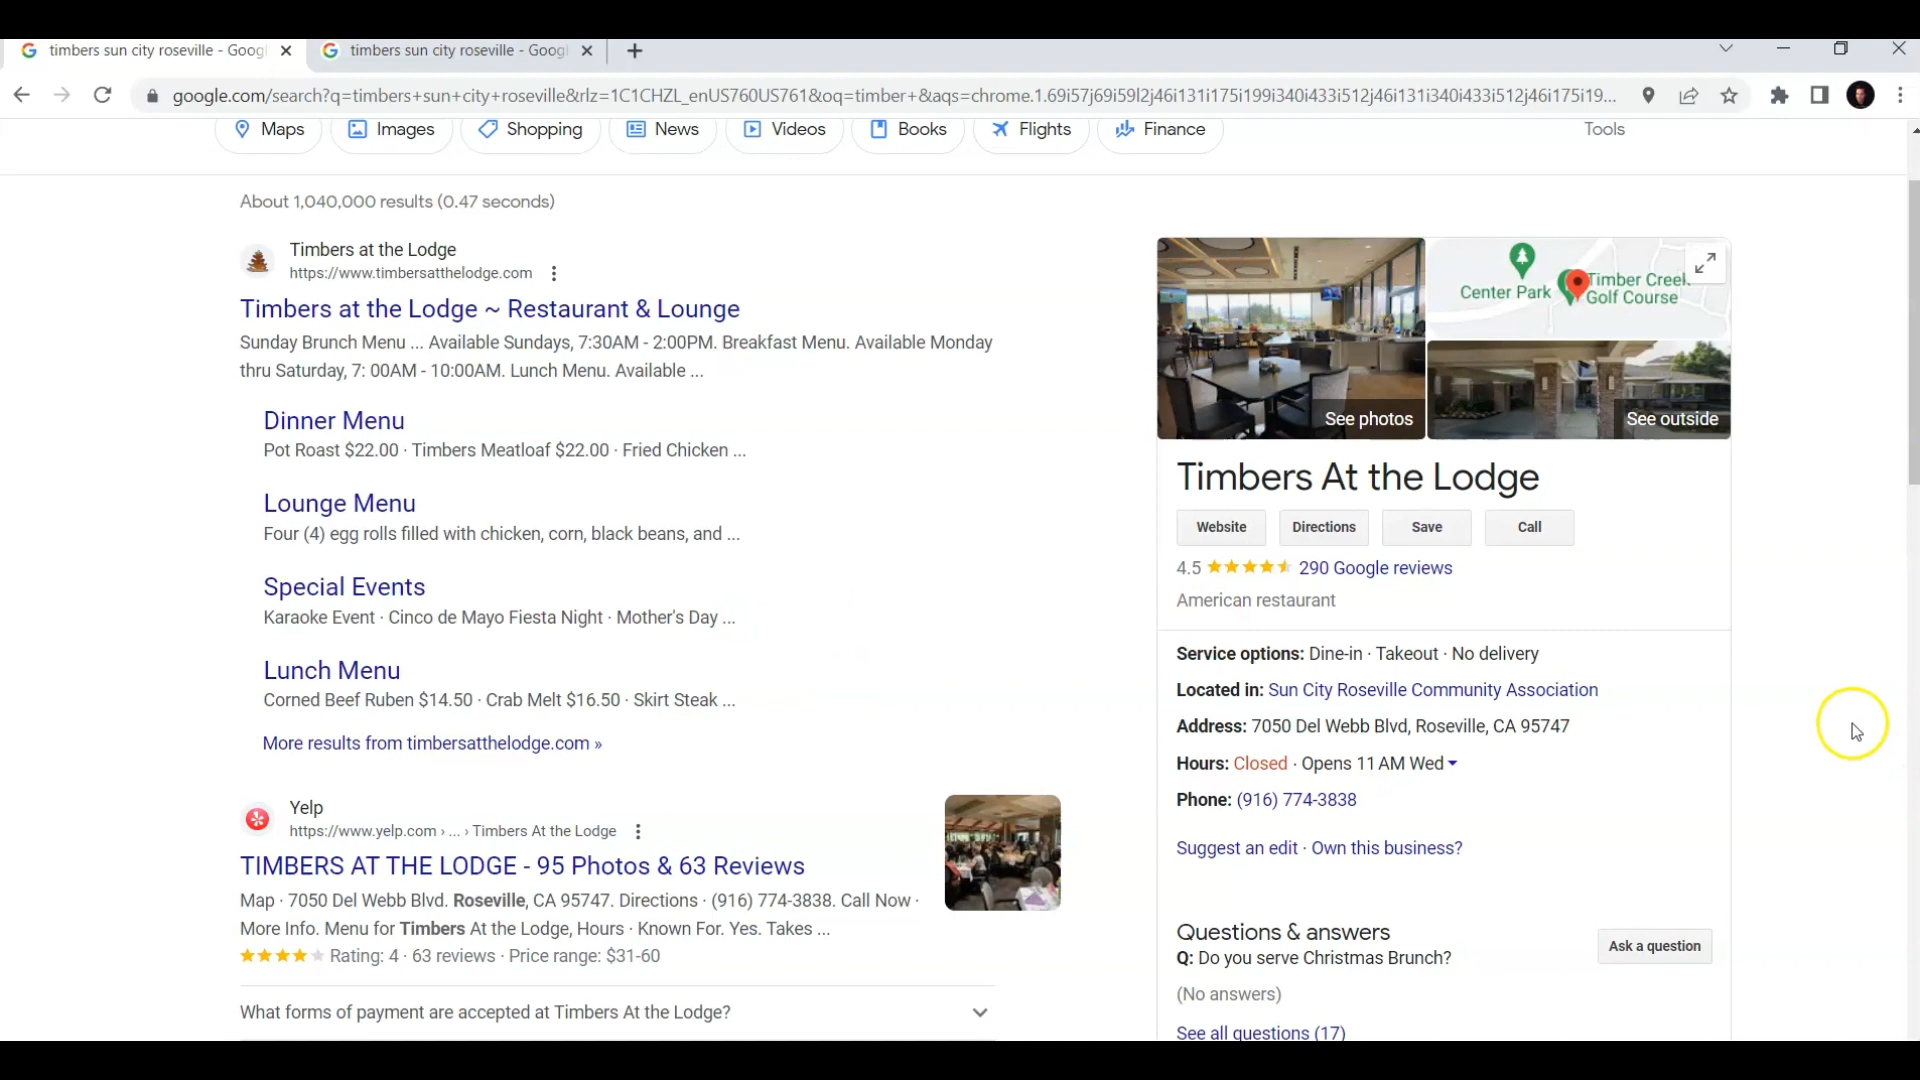 timbers sun city roseville - Goog
timbers sun city roseville - Googl
google.com/search?q=timbers+sun+city+roseville&rlz=1C1CHZL_enUS760US761&oq=timber+&aqs=chrome.1.69i57j69i59l2j46i131i175i199i340i433i512j46i131i340i433i512j46i175i19...
Maps
Images
Shopping
News
Videos
Books
Flights
Finance
Tools
About 1,040,000 results (0.47 seconds)
Timbers at the Lodge
https://www.timbersatthelodge.com
Timbers at the Lodge ~ Restaurant & Lounge
Sunday Brunch Menu ... Available Sundays, 7:30AM - 2:00PM. Breakfast Menu. Available Monday
thru Saturday, 7: 00AM - 10:00AM. Lunch Menu. Available ...
Dinner Menu
Pot Roast $22.00 · Timbers Meatloaf $22.00 · Fried Chicken ...
Lounge Menu
Four (4) egg rolls filled with chicken, corn, black beans, and ...
Special Events
Karaoke Event · Cinco de Mayo Fiesta Night · Mother's Day ...
Lunch Menu
Corned Beef Ruben $14.50 · Crab Melt $16.50 · Skirt Steak ...
More results from timbersatthelodge.com »
Yelp
https://www.yelp.com › ... › Timbers At the Lodge
TIMBERS AT THE LODGE - 95 Photos & 63 Reviews
Map · 7050 Del Webb Blvd. Roseville, CA 95747. Directions · (916) 774-3838. Call Now ·
More Info. Menu for Timbers At the Lodge, Hours · Known For. Yes. Takes ...
Rating: 4 · 63 reviews · Price range: $31-60
What forms of payment are accepted at Timbers At the Lodge?
Center Park
Timber Creek
Golf Course
See photos
See outside
Timbers At the Lodge
Website
Directions
Save
Call
4.5
290 Google reviews
American restaurant
Service options: Dine-in · Takeout · No delivery
Located in: Sun City Roseville Community Association
Address: 7050 Del Webb Blvd, Roseville, CA 95747
Hours: Closed · Opens 11 AM Wed
Phone: (916) 774-3838
Suggest an edit · Own this business?
Questions & answers
Ask a question
Q: Do you serve Christmas Brunch?
(No answers)
See all questions (17)